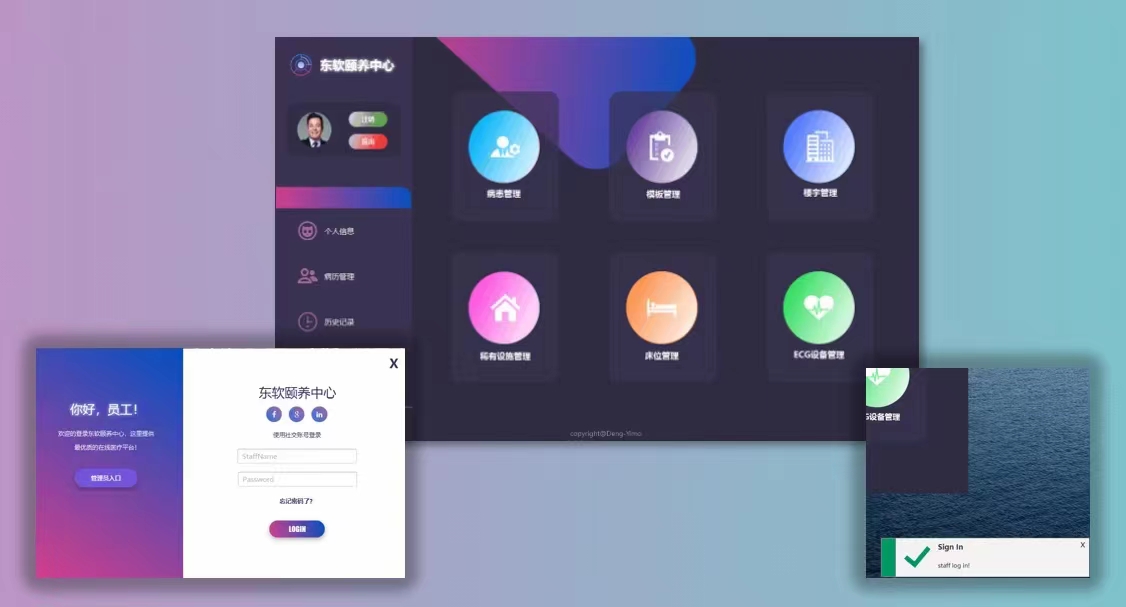 东软颐养中心
注销
退出
个人信息
病历管理
历史记录
病患管理
模板管理
楼宇管理
稀有设施管理
床位管理
ECG设备管理
copyright@Deng-Yimo
你好，员工！
欢迎的登录东软颐养中心，这里提供
最优质的在线医疗平台！
管理员入口
X
东软颐养中心
f
g
in
使用社交账号登录
StaffName
Password
忘记密码了?
LOGIN
设备管理
Sign In
X
staff log in!